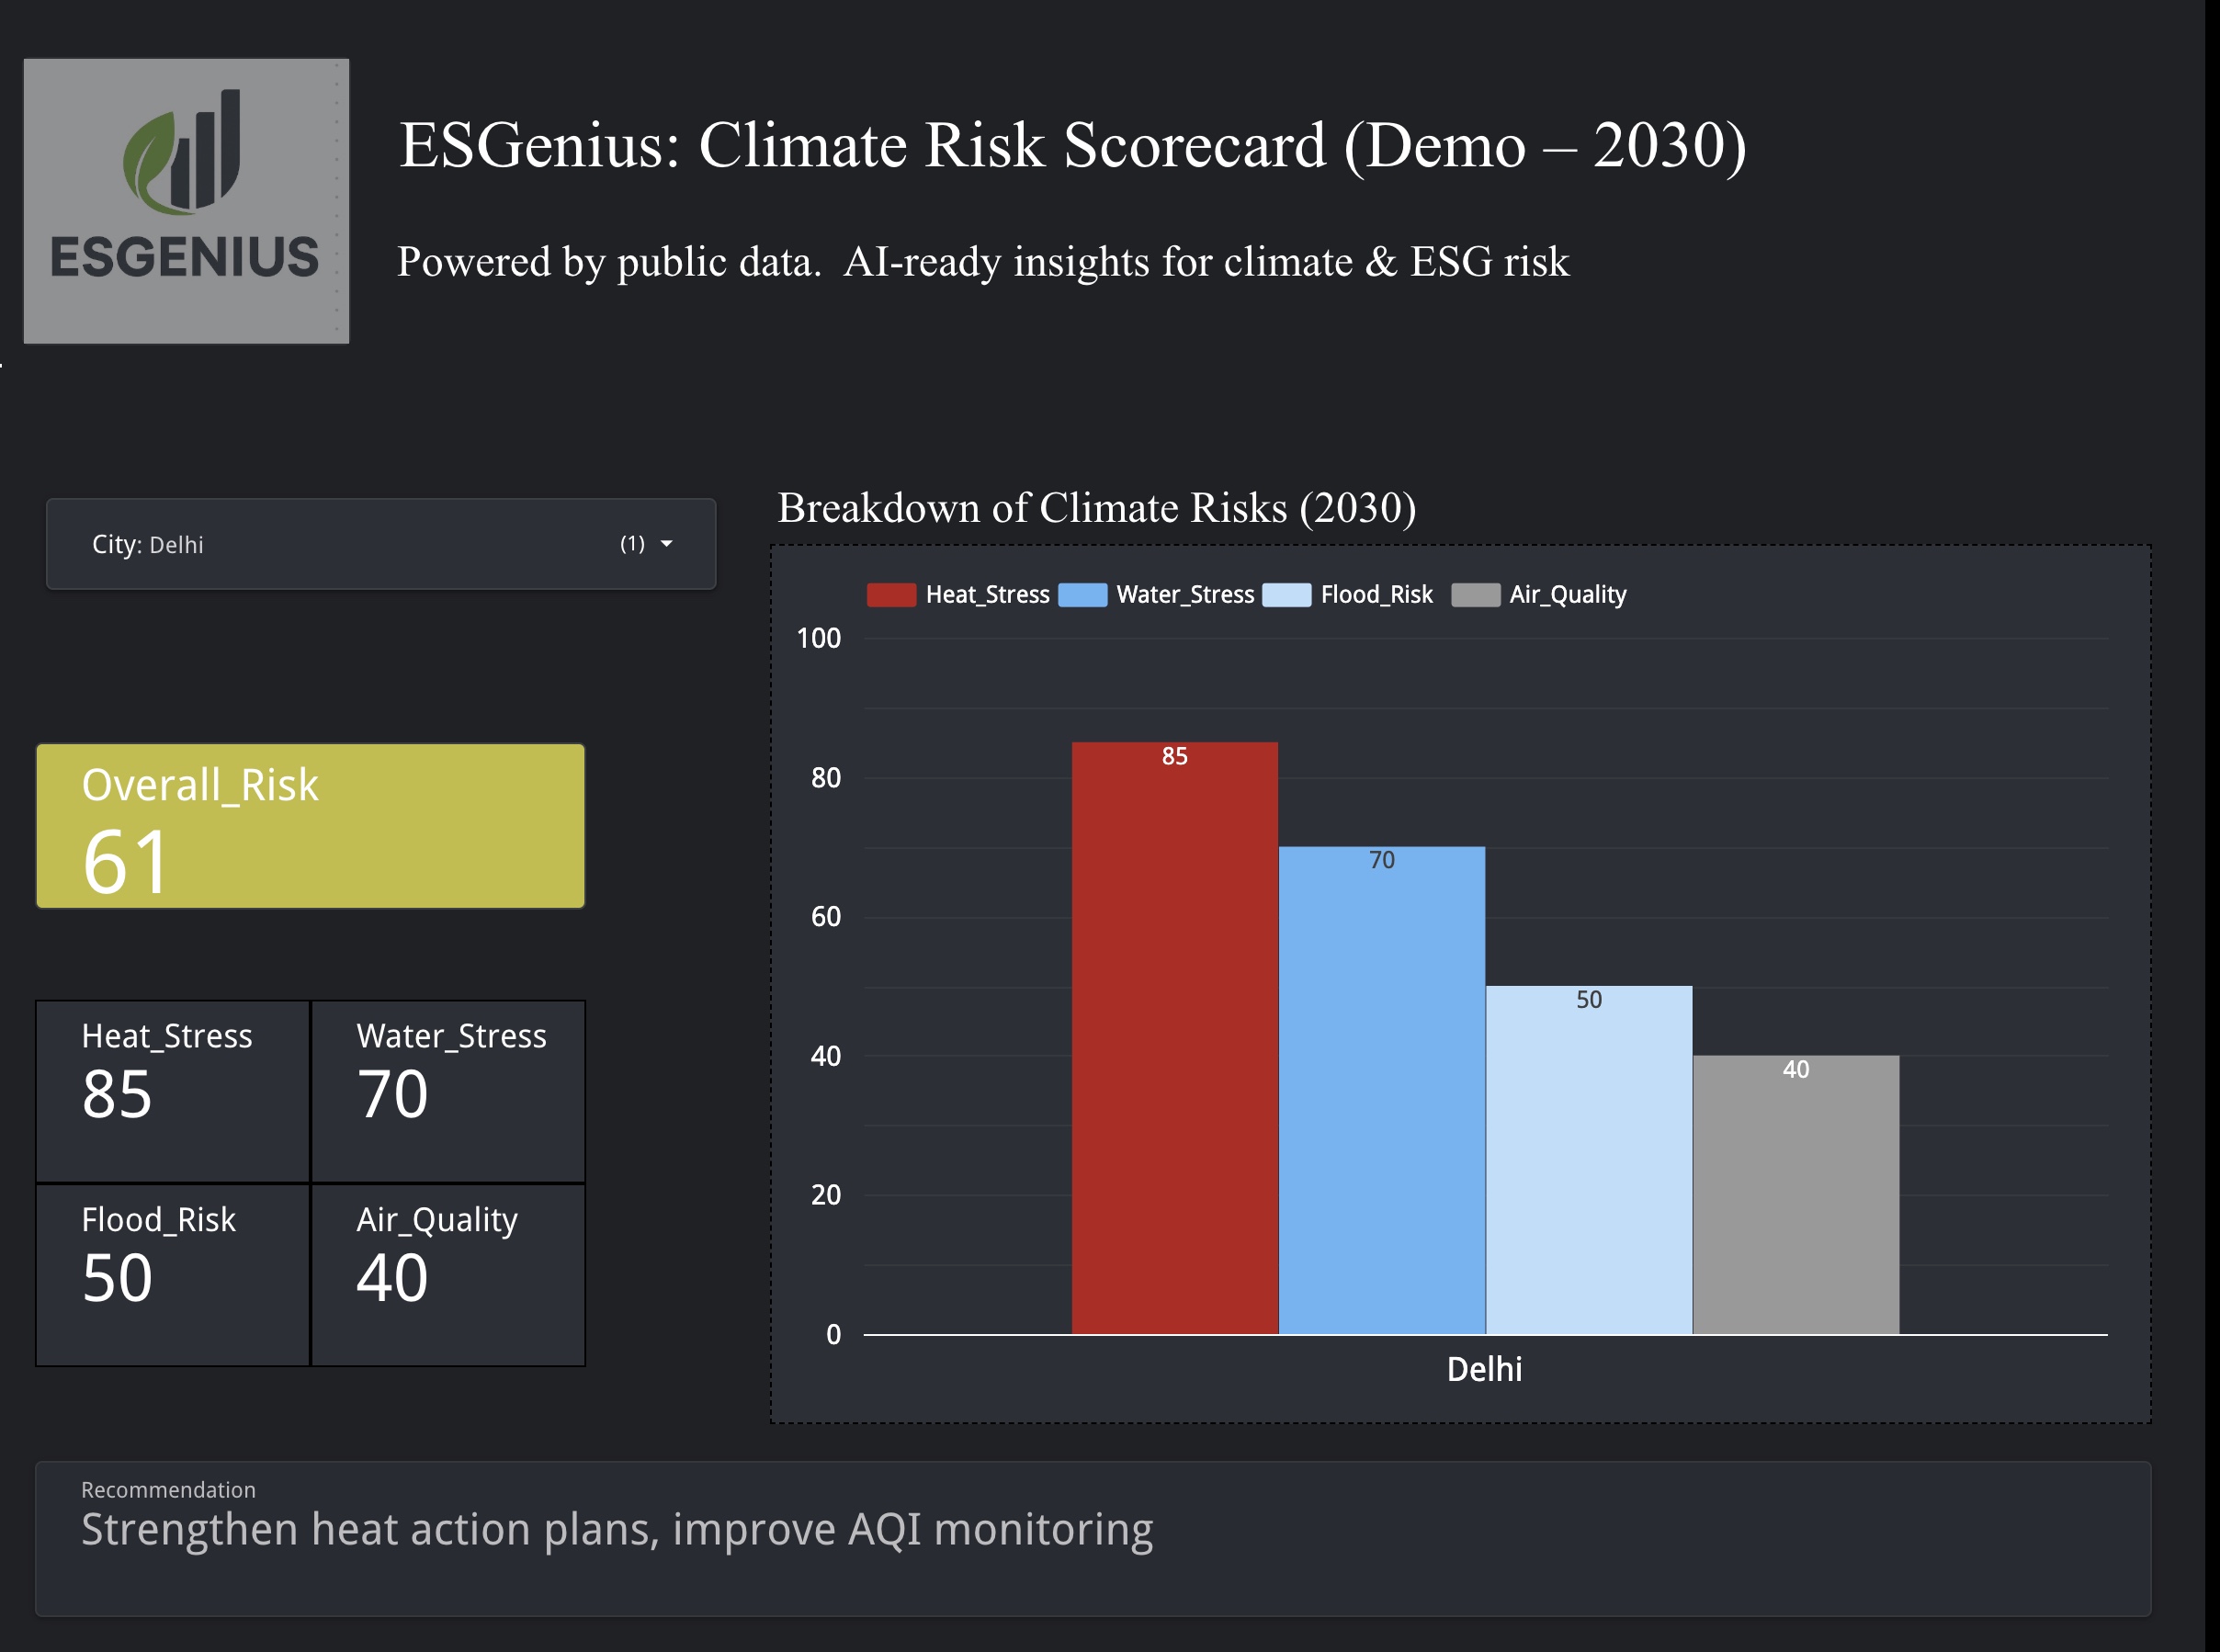 ESGENIUS
ESGenius: Climate Risk Scorecard (Demo – 2030)
Powered by public data.  AI-ready insights for climate & ESG risk
City: Delhi (1)
Overall_Risk
61
Heat_Stress
85
Water_Stress
70
Flood_Risk
50
Air_Quality
40
Breakdown of Climate Risks (2030)
Heat_Stress Water_Stress Flood_Risk Air_Quality
100
80
60
40
20
0
85
70
50
40
Delhi
Recommendation
Strengthen heat action plans, improve AQI monitoring